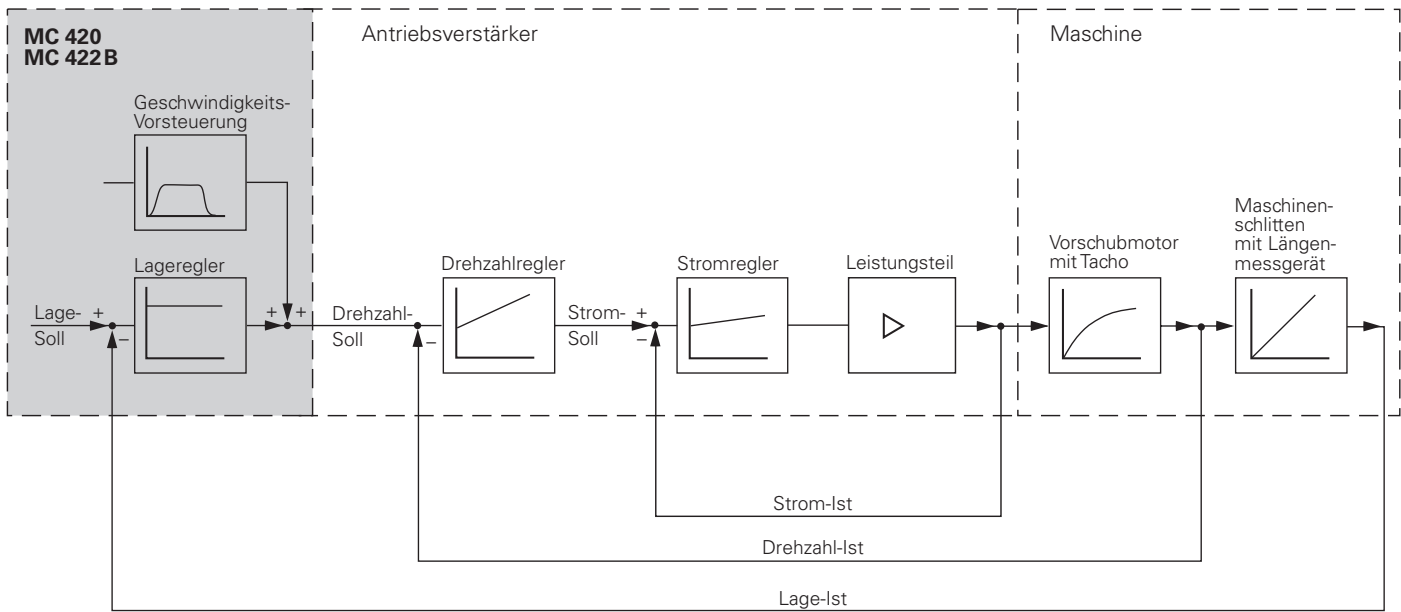 MC 420
MC 422 B
Antriebsverstärker
Maschine
Geschwindigkeits-
Vorsteuerung
Lageregler
Lage-
Soll
+
–
+
+
Drehzahl-
Soll
–
Drehzahlregler
Strom-
Soll
+
–
Stromregler
Leistungsteil
Vorschubmotor
mit Tacho
Maschinen-
schlitten
mit Längen-
messgerät
Strom-Ist
Drehzahl-Ist
Lage-Ist